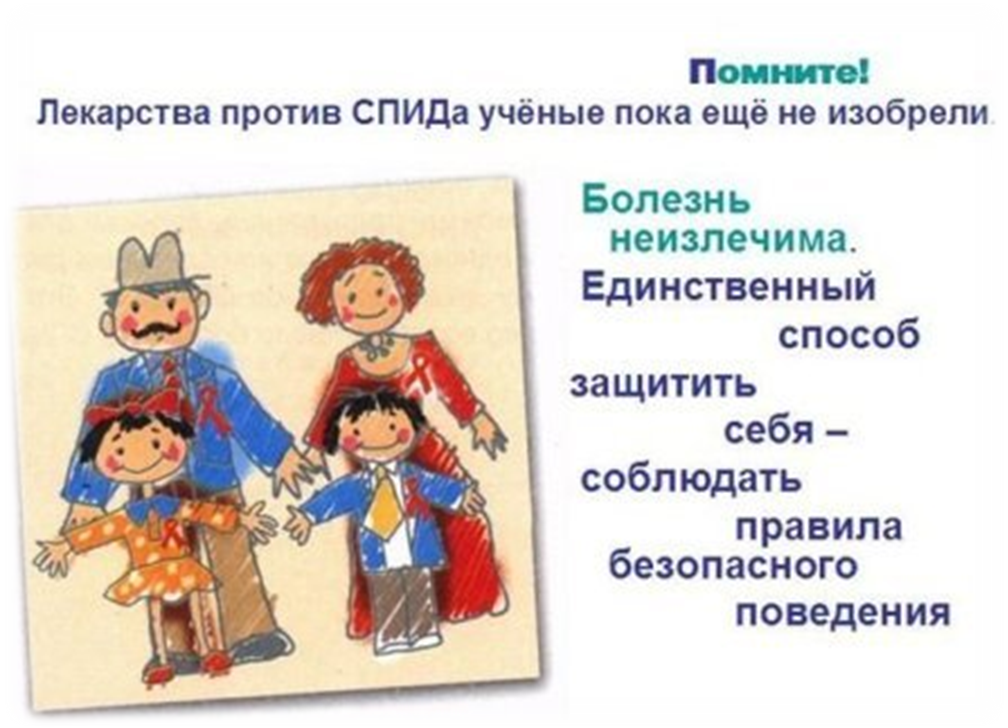 Помните!
Лекарства против СПИДа учёные пока ещё не изобрели.
Болезнь
неизлечима.
Единственный
способ
защитить
себя –
соблюдать
правила
безопасного
поведения